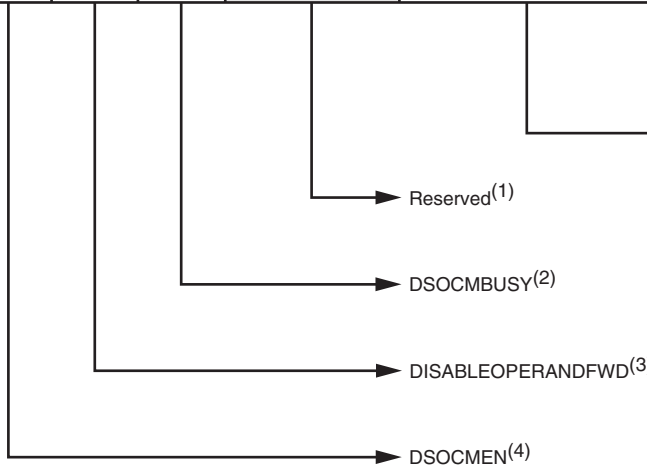 Reserved(1)
DSOCMBUSY(2)
DISABLEOPERANDFWD(3
DSOCMEN(4)